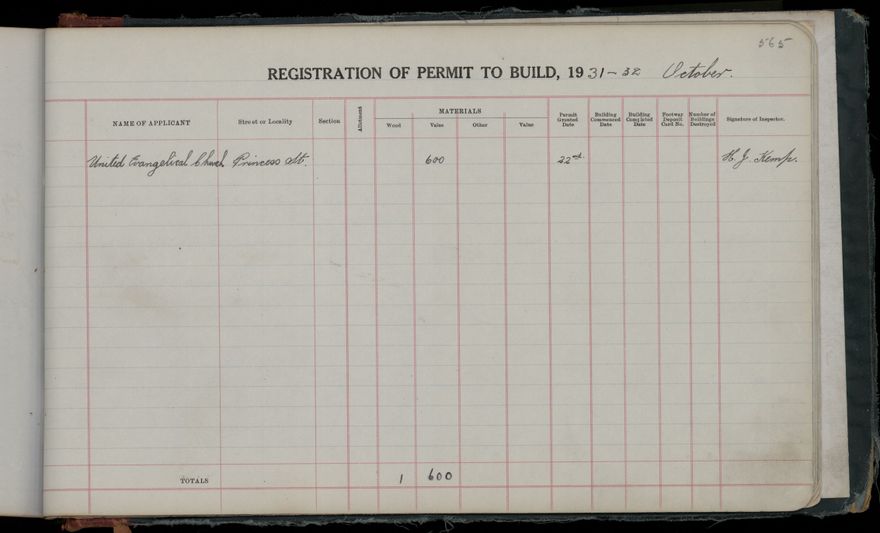 565
REGISTRATION OF PERMIT TO BUILD, 1931-32 October.
NAME OF APPLICANT Street or Locality Section Allotment MATERIALS Wood Value Other Value Permit Granted Date Building Commenced Date Building Completed Date Footway Deposit Card No. Number of Buildings Destroyed Signature of Inspector.
United Evangelical Church Princess St. 600 22nd H. J. Kemp.
TOTALS 1 600